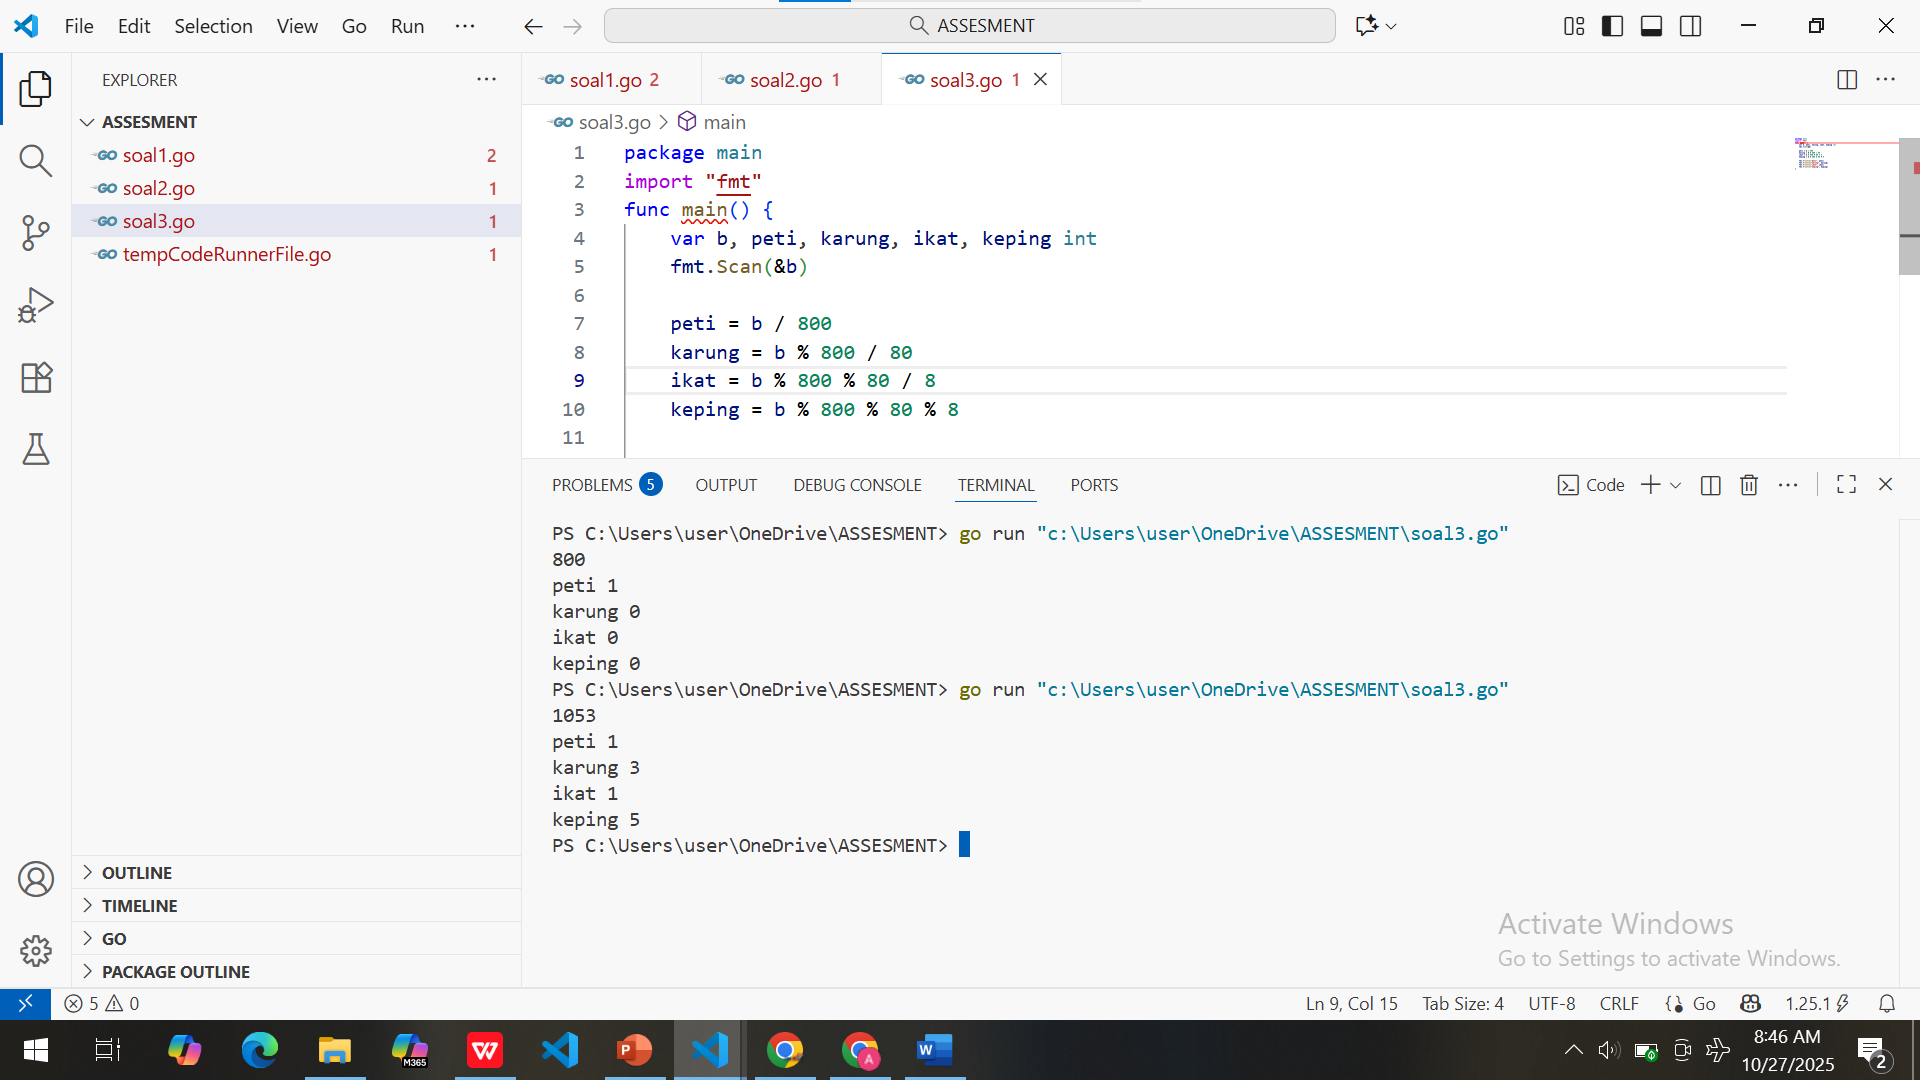 File Edit Selection View Go Run ··· ASSESMENT
EXPLORER ···
ASSESMENT
soal1.go 2
soal2.go 1
soal3.go 1
tempCodeRunnerFile.go 1
OUTLINE
TIMELINE
GO
PACKAGE OUTLINE
soal1.go 2 soal2.go 1 soal3.go 1
soal3.go > main
1 package main
2 import "fmt"
3 func main() {
4 var b, peti, karung, ikat, keping int
5 fmt.Scan(&b)
6
7 peti = b / 800
8 karung = b % 800 / 80
9 ikat = b % 800 % 80 / 8
10 keping = b % 800 % 80 % 8
11
PROBLEMS 5 OUTPUT DEBUG CONSOLE TERMINAL PORTS Code
PS C:\Users\user\OneDrive\ASSESMENT> go run "c:\Users\user\OneDrive\ASSESMENT\soal3.go"
800
peti 1
karung 0
ikat 0
keping 0
PS C:\Users\user\OneDrive\ASSESMENT> go run "c:\Users\user\OneDrive\ASSESMENT\soal3.go"
1053
peti 1
karung 3
ikat 1
keping 5
PS C:\Users\user\OneDrive\ASSESMENT>
Activate Windows
Go to Settings to activate Windows.
5 0 Ln 9, Col 15 Tab Size: 4 UTF-8 CRLF Go 1.25.1
M365
8:46 AM
10/27/2025
2